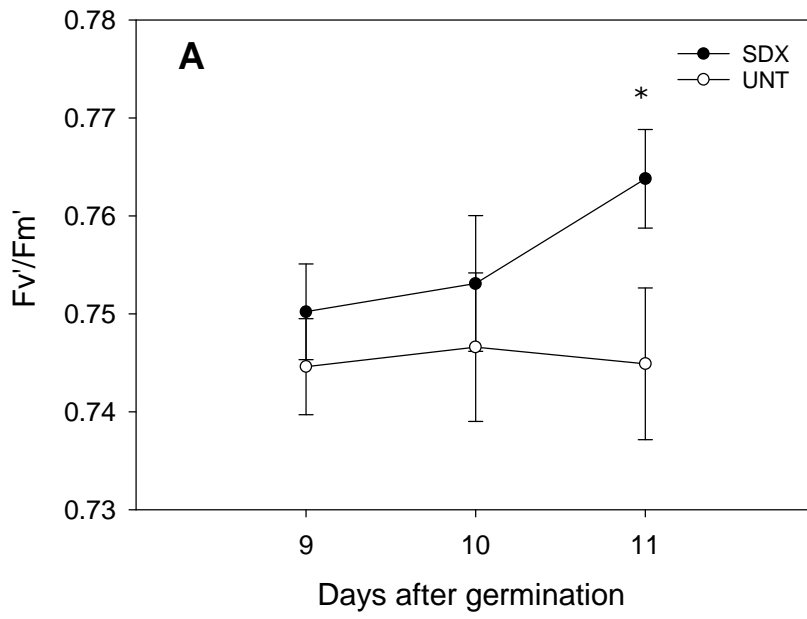 A
SDX
UNT
*
0.78
0.77
0.76
0.75
0.74
0.73
Fv'/Fm'
9 10 11
Days after germination